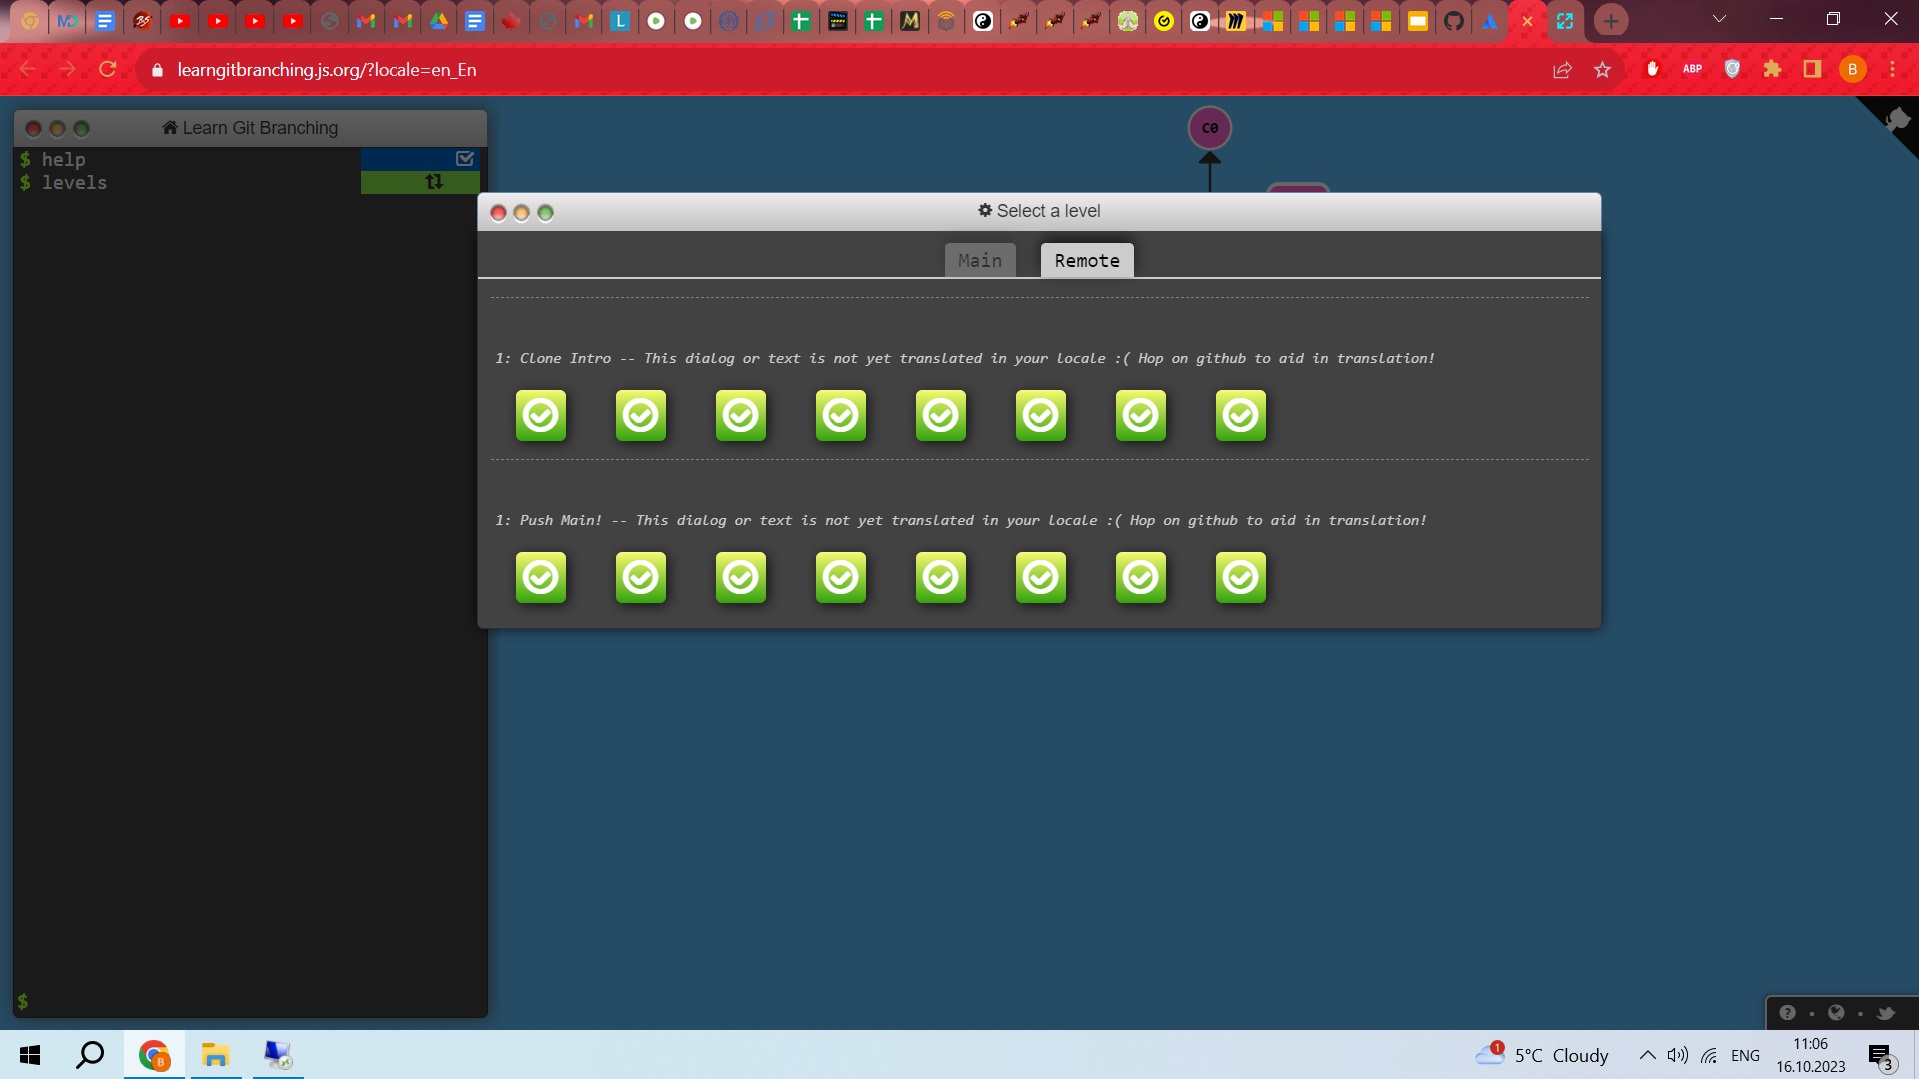 learngitbranching.js.org/?locale=en_En
ABP
B
Learn Git Branching
$ help
$ levels
C0
Select a level
Main
Remote
1: Clone Intro -- This dialog or text is not yet translated in your locale :( Hop on github to aid in translation!
1: Push Main! -- This dialog or text is not yet translated in your locale :( Hop on github to aid in translation!
$
B
1
5°C Cloudy
ENG
11:06
16.10.2023
3